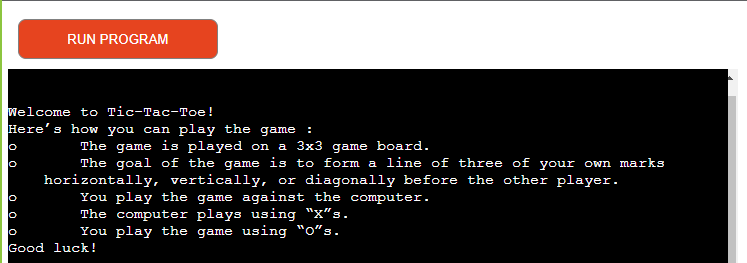 RUN PROGRAM
Welcome to Tic-Tac-Toe!
Here’s how you can play the game :
o The game is played on a 3x3 game board.
o The goal of the game is to form a line of three of your own marks
horizontally, vertically, or diagonally before the other player.
o You play the game against the computer.
o The computer plays using “X”s.
o You play the game using “O”s.
Good luck!